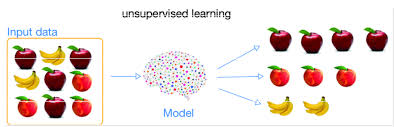 unsupervised learning
Input data
Model